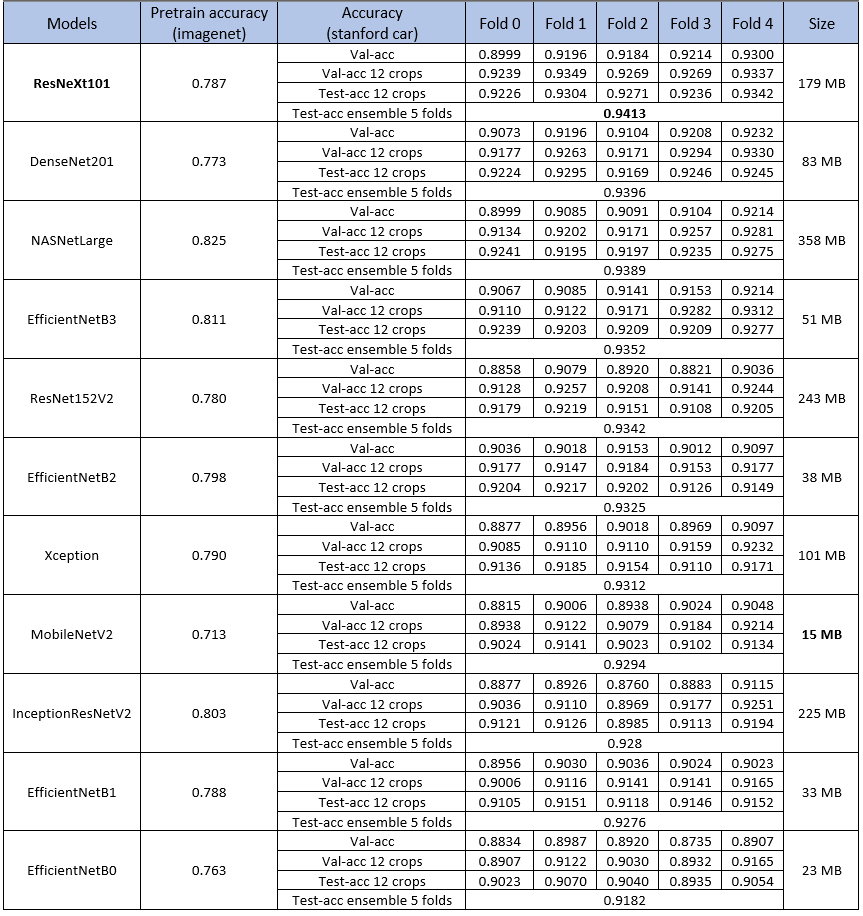 Models Pretrain accuracy (imagenet) Accuracy (stanford car) Fold 0 Fold 1 Fold 2 Fold 3 Fold 4 Size
Val-acc 0.8999 0.9196 0.9184 0.9214 0.9300
ResNeXt101 0.787 Val-acc 12 crops 0.9239 0.9349 0.9269 0.9269 0.9337 179 MB
Test-acc 12 crops 0.9226 0.9304 0.9271 0.9236 0.9342
Test-acc ensemble 5 folds 0.9413
Val-acc 0.9073 0.9196 0.9104 0.9208 0.9232
DenseNet201 0.773 Val-acc 12 crops 0.9177 0.9263 0.9171 0.9294 0.9330 83 MB
Test-acc 12 crops 0.9224 0.9295 0.9169 0.9246 0.9245
Test-acc ensemble 5 folds 0.9396
Val-acc 0.8999 0.9085 0.9091 0.9104 0.9214
NASNetLarge 0.825 Val-acc 12 crops 0.9134 0.9202 0.9171 0.9257 0.9281 358 MB
Test-acc 12 crops 0.9241 0.9195 0.9197 0.9235 0.9275
Test-acc ensemble 5 folds 0.9389
Val-acc 0.9067 0.9085 0.9141 0.9153 0.9214
EfficientNetB3 0.811 Val-acc 12 crops 0.9110 0.9122 0.9171 0.9282 0.9312 51 MB
Test-acc 12 crops 0.9239 0.9203 0.9209 0.9209 0.9277
Test-acc ensemble 5 folds 0.9352
Val-acc 0.8858 0.9079 0.8920 0.8821 0.9036
ResNet152V2 0.780 Val-acc 12 crops 0.9128 0.9257 0.9208 0.9141 0.9244 243 MB
Test-acc 12 crops 0.9179 0.9219 0.9151 0.9108 0.9205
Test-acc ensemble 5 folds 0.9342
Val-acc 0.9036 0.9018 0.9153 0.9012 0.9097
EfficientNetB2 0.798 Val-acc 12 crops 0.9177 0.9147 0.9184 0.9153 0.9177 38 MB
Test-acc 12 crops 0.9204 0.9217 0.9202 0.9126 0.9149
Test-acc ensemble 5 folds 0.9325
Val-acc 0.8877 0.8956 0.9018 0.8969 0.9097
Xception 0.790 Val-acc 12 crops 0.9085 0.9110 0.9110 0.9159 0.9232 101 MB
Test-acc 12 crops 0.9136 0.9185 0.9154 0.9110 0.9171
Test-acc ensemble 5 folds 0.9312
Val-acc 0.8815 0.9006 0.8938 0.9024 0.9048
MobileNetV2 0.713 Val-acc 12 crops 0.8938 0.9122 0.9079 0.9184 0.9214 15 MB
Test-acc 12 crops 0.9024 0.9141 0.9023 0.9102 0.9134
Test-acc ensemble 5 folds 0.9294
Val-acc 0.8877 0.8926 0.8760 0.8883 0.9115
InceptionResNetV2 0.803 Val-acc 12 crops 0.9036 0.9110 0.8969 0.9177 0.9251 225 MB
Test-acc 12 crops 0.9121 0.9126 0.8985 0.9113 0.9194
Test-acc ensemble 5 folds 0.928
Val-acc 0.8956 0.9030 0.9036 0.9024 0.9023
EfficientNetB1 0.788 Val-acc 12 crops 0.9006 0.9116 0.9141 0.9141 0.9165 33 MB
Test-acc 12 crops 0.9105 0.9151 0.9118 0.9146 0.9152
Test-acc ensemble 5 folds 0.9276
Val-acc 0.8834 0.8987 0.8920 0.8735 0.8907
EfficientNetB0 0.763 Val-acc 12 crops 0.8907 0.9122 0.9030 0.8932 0.9165 23 MB
Test-acc 12 crops 0.9023 0.9070 0.9040 0.8935 0.9054
Test-acc ensemble 5 folds 0.9182